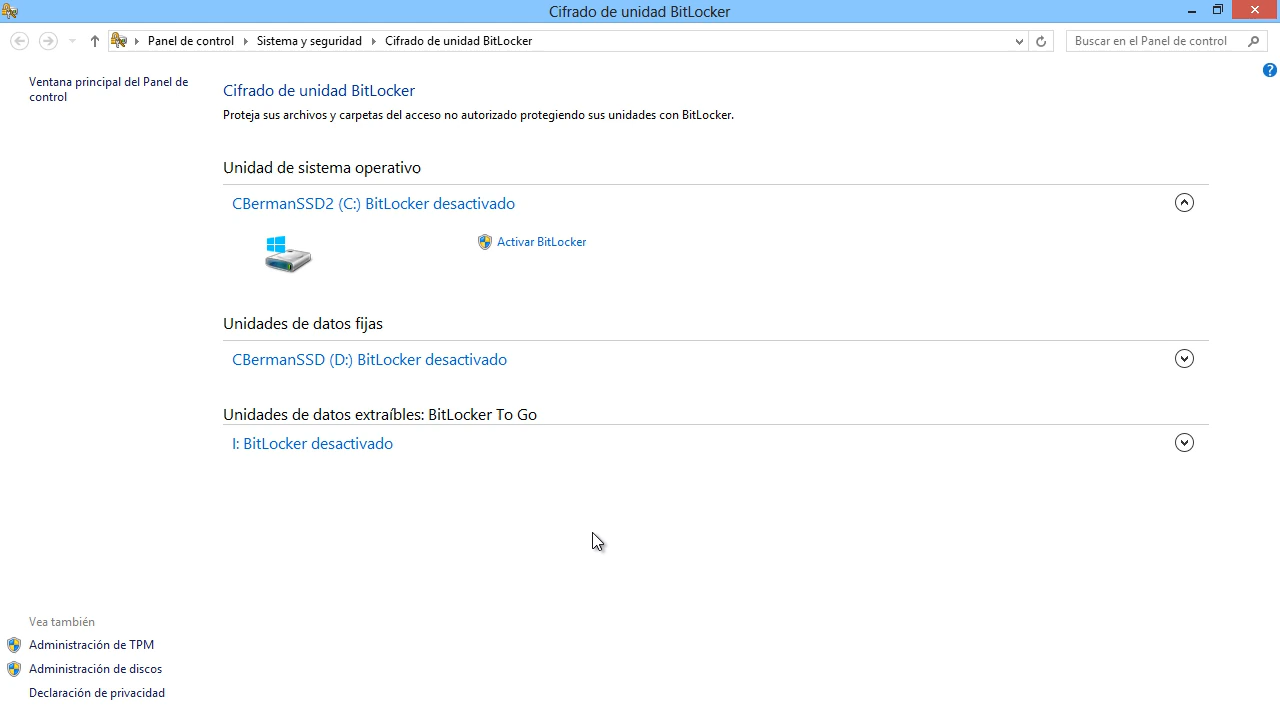 Cifrado de unidad BitLocker
Panel de control Sistema y seguridad Cifrado de unidad BitLocker
Buscar en el Panel de control
Ventana principal del Panel de
control
Cifrado de unidad BitLocker
Proteja sus archivos y carpetas del acceso no autorizado protegiendo sus unidades con BitLocker.
Unidad de sistema operativo
CBermanSSD2 (C:) BitLocker desactivado
Activar BitLocker
Unidades de datos fijas
CBermanSSD (D:) BitLocker desactivado
Unidades de datos extraíbles: BitLocker To Go
I: BitLocker desactivado
Vea también
Administración de TPM
Administración de discos
Declaración de privacidad